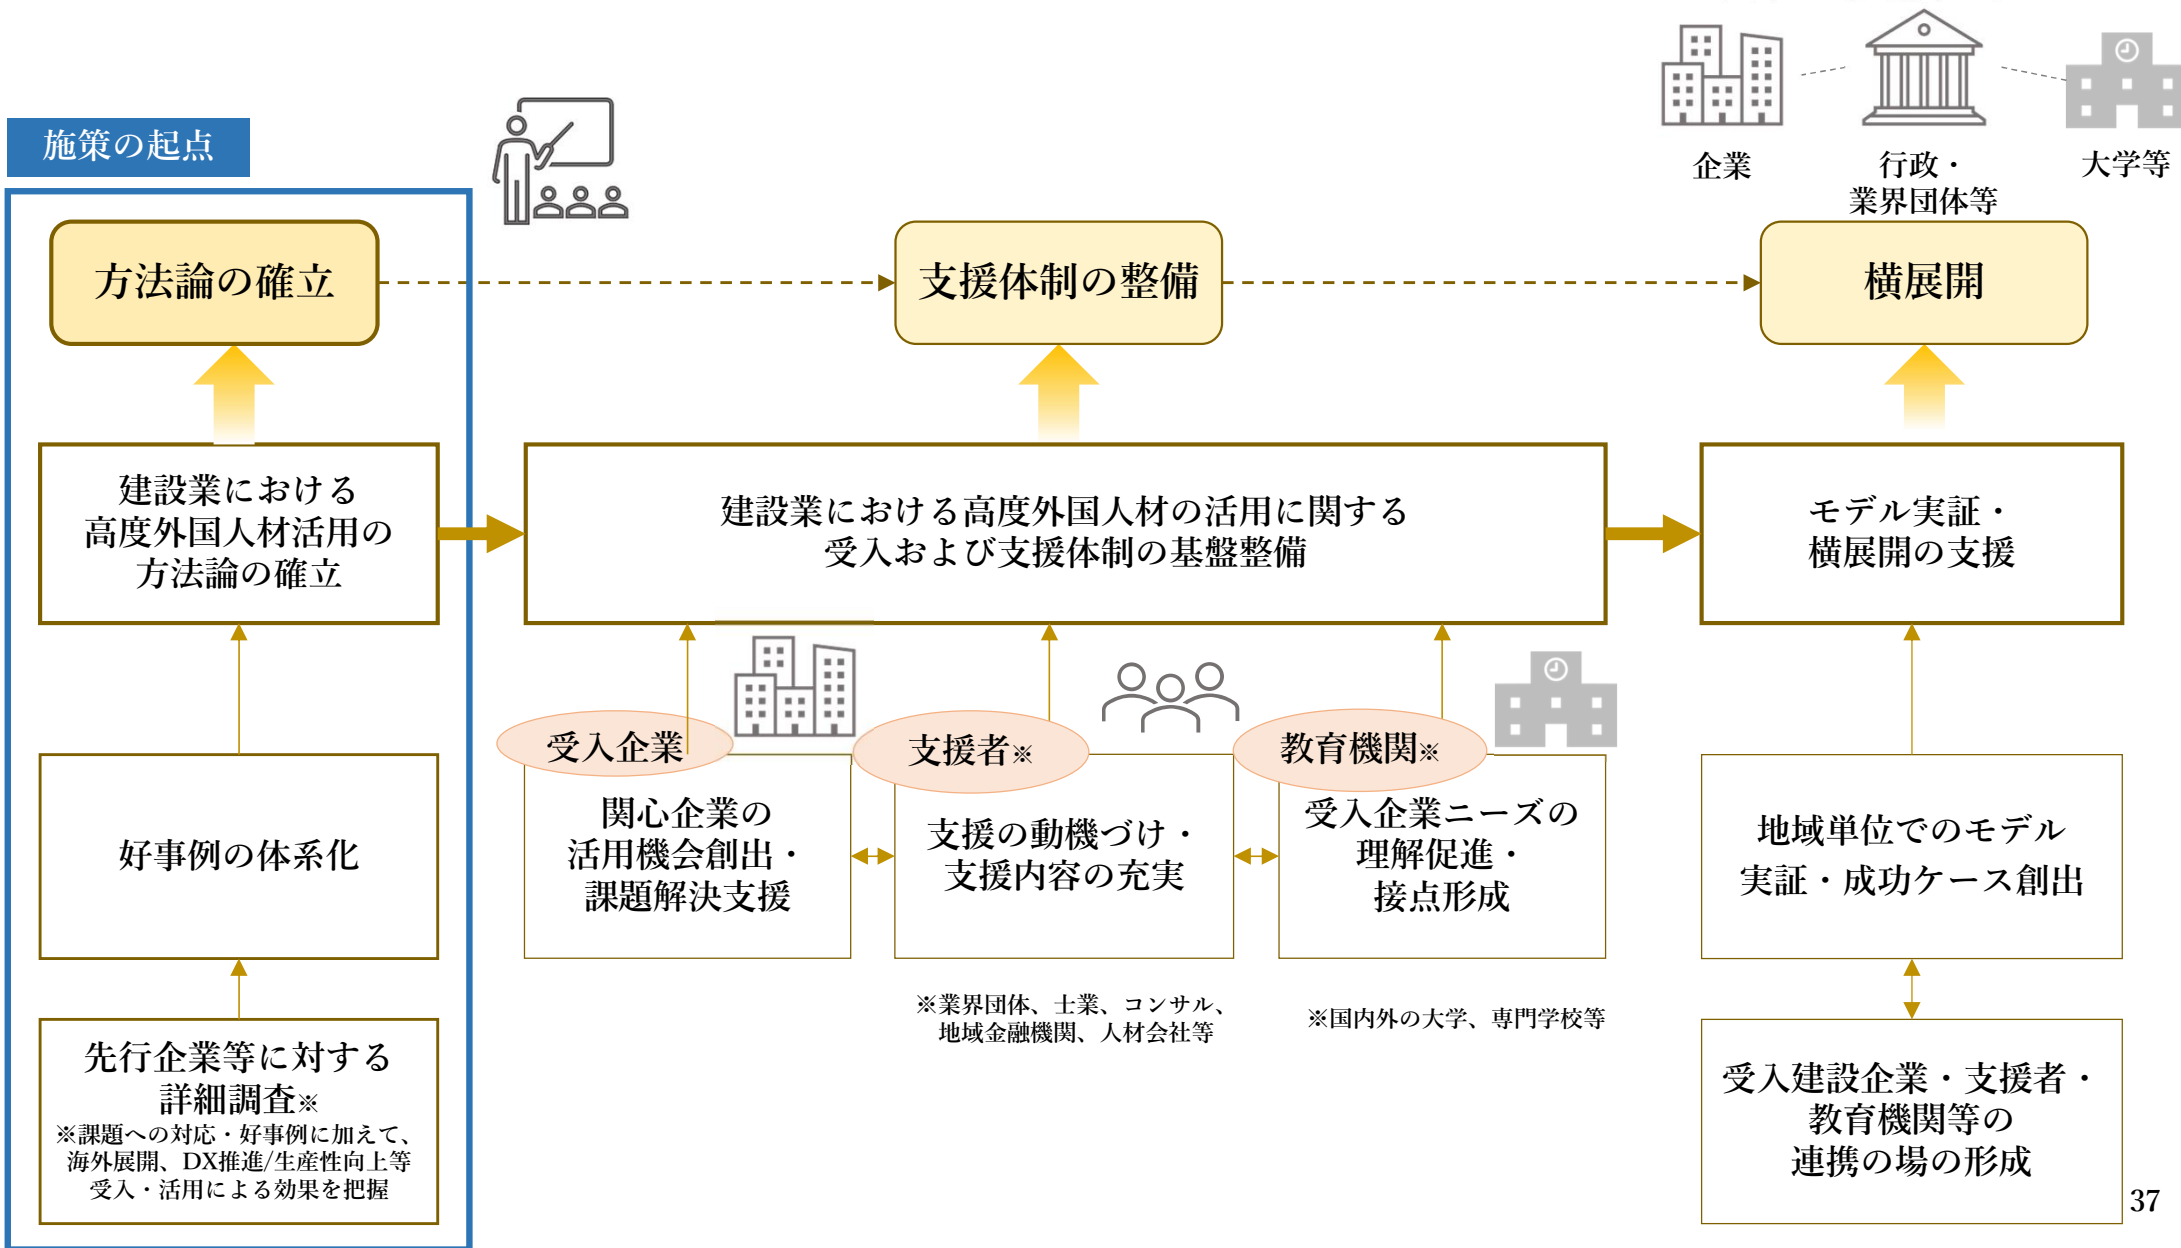 企業
行政・
業界団体等
大学等
施策の起点
方法論の確立
支援体制の整備
横展開
建設業における
高度外国人材活用の
方法論の確立
建設業における高度外国人材の活用に関する
受入および支援体制の基盤整備
モデル実証・
横展開の支援
好事例の体系化
先行企業等に対する
詳細調査※
※課題への対応・好事例に加えて、
海外展開、DX推進/生産性向上等
受入・活用による効果を把握
受入企業
関心企業の
活用機会創出・
課題解決支援
支援者※
支援の動機づけ・
支援内容の充実
※業界団体、士業、コンサル、
地域金融機関、人材会社等
教育機関※
受入企業ニーズの
理解促進・
接点形成
※国内外の大学、専門学校等
地域単位でのモデル
実証・成功ケース創出
受入建設企業・支援者・
教育機関等の
連携の場の形成
37